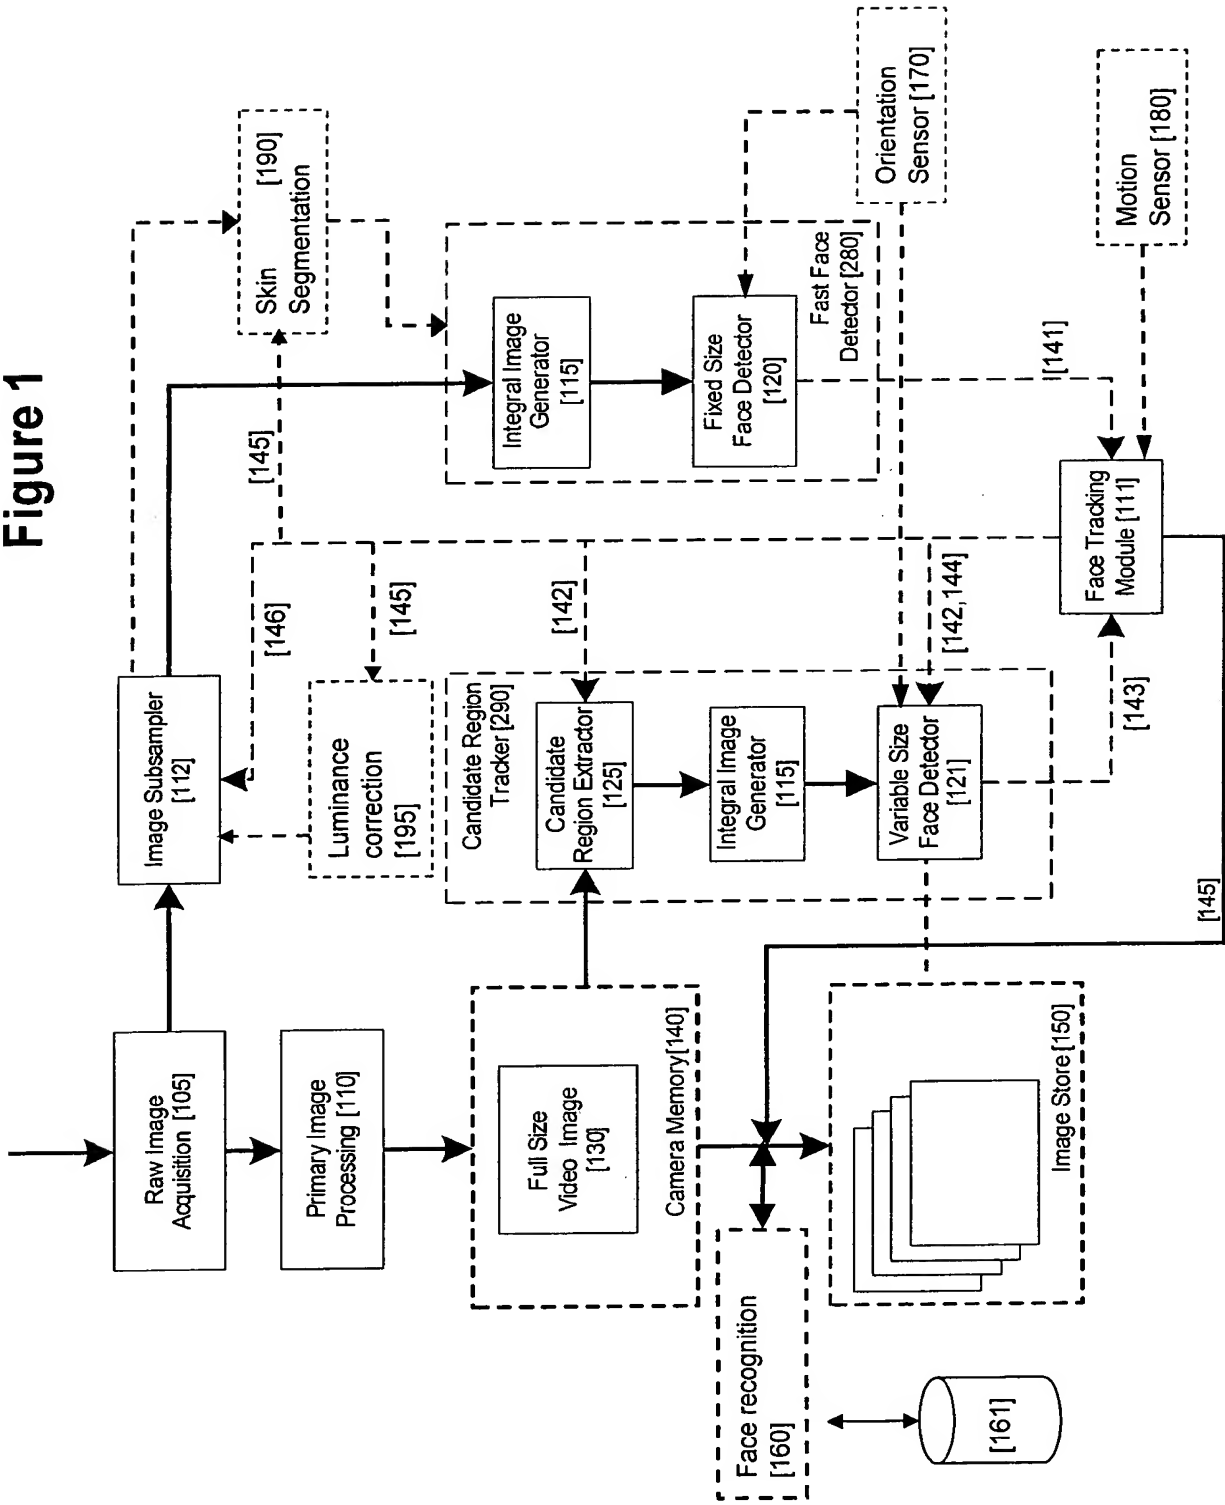 Figure 1
Raw Image
Acquisition [105]
Primary Image
Processing [110]
Full Size
Video Image
[130]
Camera Memory[140]
Face recognition
[160]
[161]
Image Store [150]
Image Subsampler
[112]
Luminance
correction
[195]
[146]
[145]
[145]
Skin [190]
Segmentation
Candidate Region
Tracker [290]
Candidate
Region Extractor
[125]
Integral Image
Generator
[115]
Variable Size
Face Detector
[121]
[142]
[142,144]
[143]
Integral Image
Generator
[115]
Fixed Size
Face Detector
[120]
Fast Face
Detector [280]
Orientation
Sensor [170]
[141]
Motion
Sensor [180]
Face Tracking
Module [111]
[145]